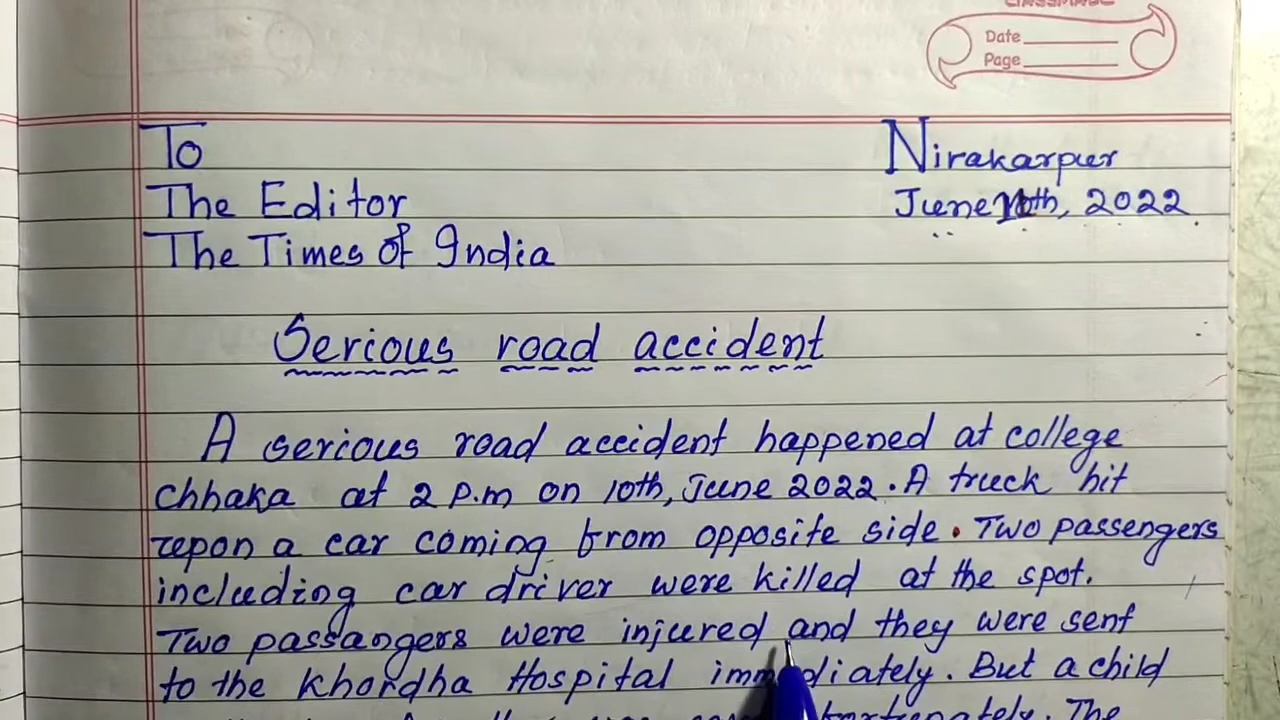 CLASSMATE
Date
Page
To
Nirakarpur
The Editor
June 11th, 2022
The Times of India
Serious road accident
A serious road accident happened at college
chhaka at 2 p.m on 10th, June 2022. A truck hit
upon a car coming from opposite side. Two passengers
including car driver were killed at the spot.
Two passangers were injured and they were sent
to the Khordha Hospital immediately. But a child
The